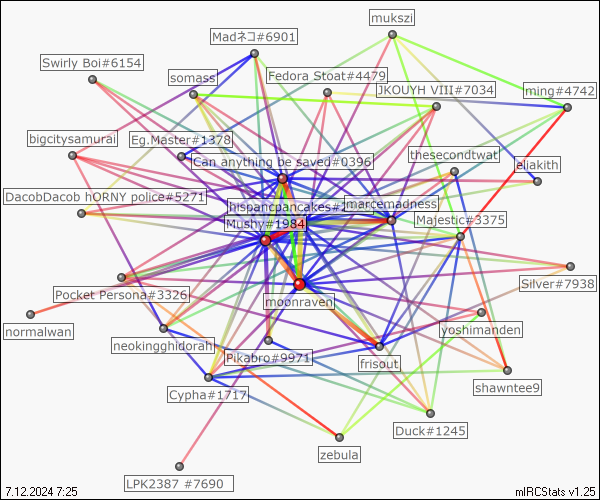 mukszi
Madネコ#6901
Swirly Boi#6154
somass
Fedora Stoat#4479
JKOUYH VIII#7034
ming#4742
bigcitysamurai
Eg.Master#1378
Can anything be saved#0396
thesecondtwat
eliakith
DacobDacob hORNY police#5271
hispancpancakes#
marcemadness
Mushy#1984
Majestic#3375
Pocket Persona#3326
moonraven
Silver#7938
normalwan
neokingghidorah
Pikabro#9971
frisout
yoshimanden
Cypha#1717
shawntee9
Duck#1245
zebula
LPK2387 #7690
7.12.2024 7:25
mIRCStats v1.25